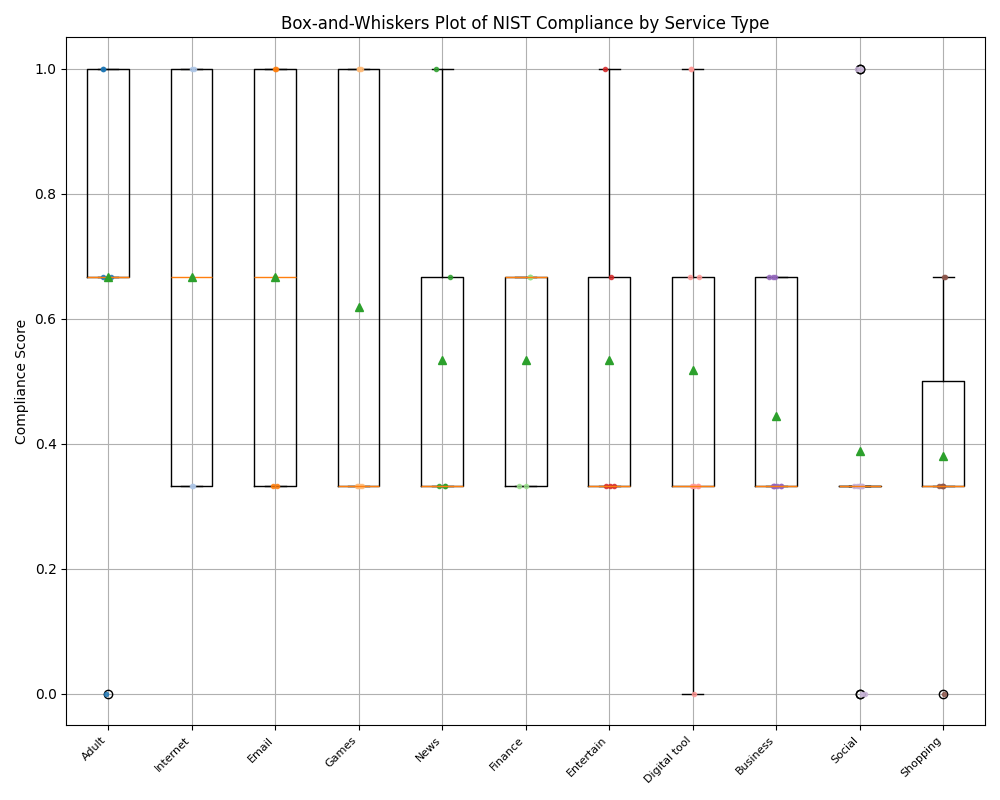 Box-and-Whiskers Plot of NIST Compliance by Service Type
Compliance Score
1.0
0.8
0.6
0.4
0.2
0.0
Adult
Internet
Email
Games
News
Finance
Entertain
Digital tool
Business
Social
Shopping